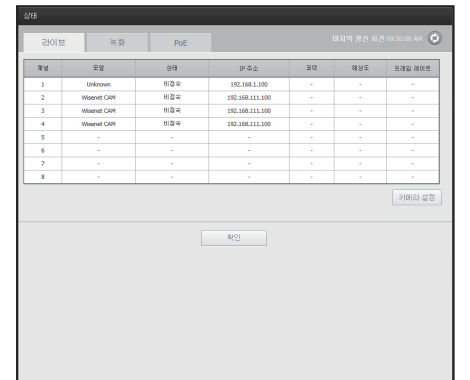 상태
라이브 녹화 PoE 마지막 갱신 시간 09:20:06 AM
채널 모델 상태 IP 주소 코덱 해상도 프레임 레이트
1 Unknown 비접속 192.168.1.100 - - -
2 Wisenet CAM 비접속 192.168.111.100 - - -
3 Wisenet CAM 비접속 192.168.111.100 - - -
4 Wisenet CAM 비접속 192.168.111.100 - - -
5 - - - - - -
6 - - - - - -
7 - - - - - -
8 - - - - - -
카메라 설정
확인